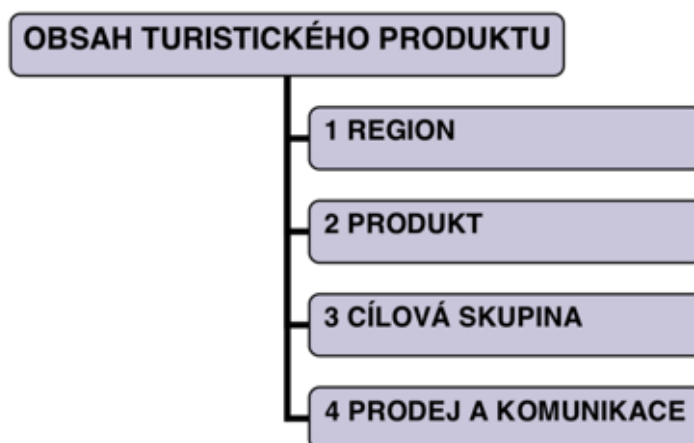 OBSAH TURISTICKÉHO PRODUKTU
1 REGION
2 PRODUKT
3 CÍLOVÁ SKUPINA
4 PRODEJ A KOMUNIKACE